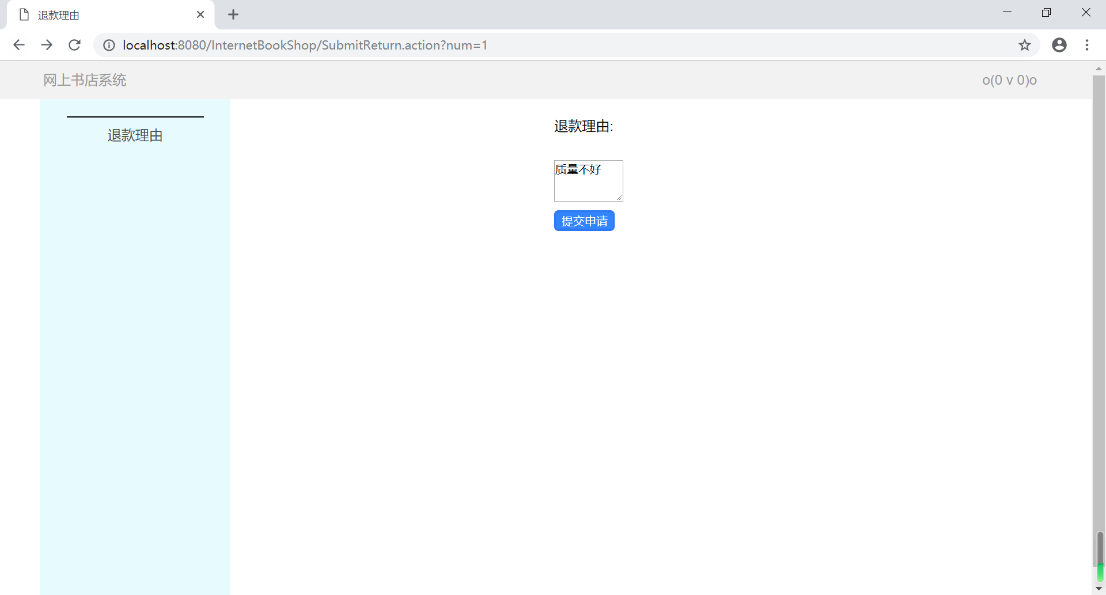 退款理由
localhost:8080/InternetBookShop/SubmitReturn.action?num=1
网上书店系统
o(0 v 0)o
退款理由
退款理由:
质量不好
提交申请